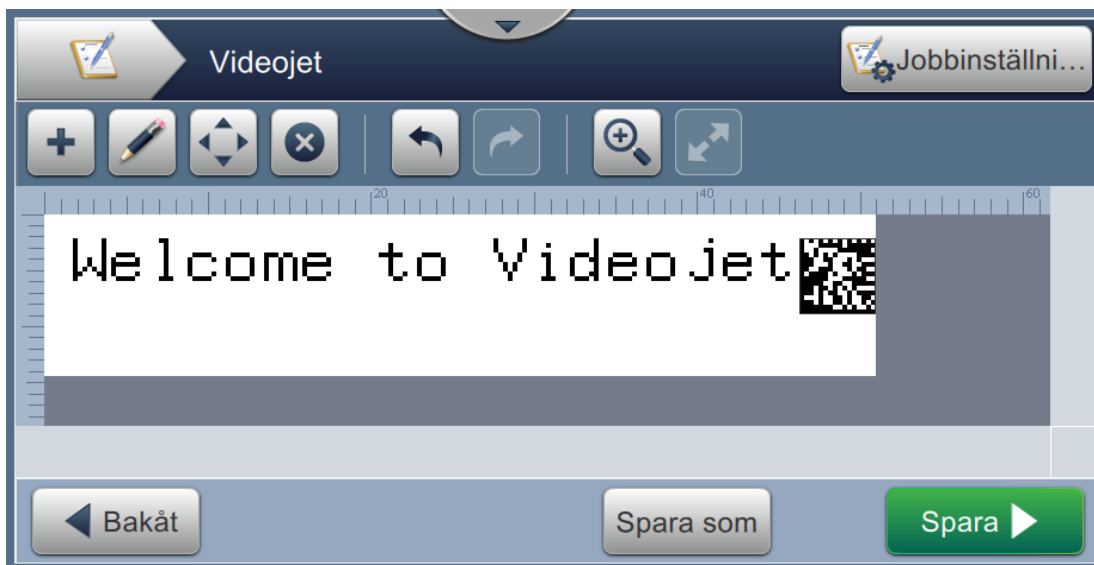 Videojet
Jobbinställni...
20 40 60
Welcome to Videojet
Bakåt
Spara som
Spara